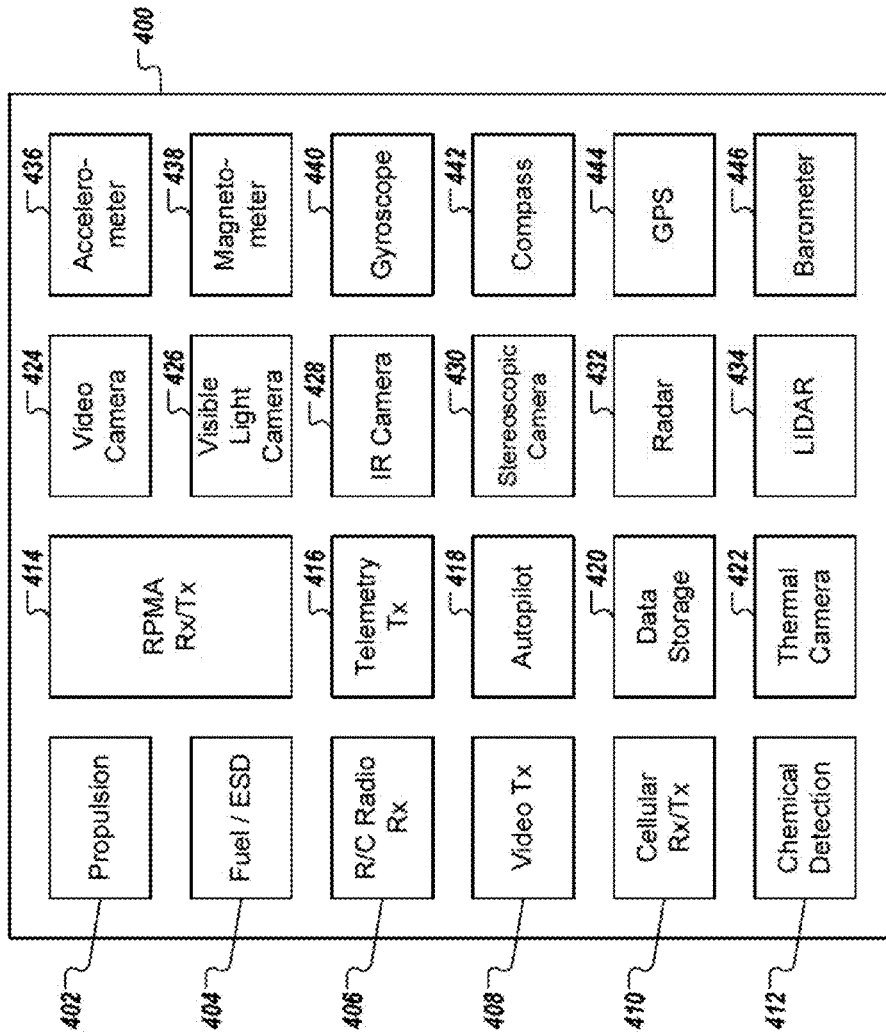 400
402
Propulsion
404
Fuel / ESD
406
R/C Radio
Rx
408
Video Tx
410
Cellular
Rx/Tx
412
Chemical
Detection
414
RPMA
Rx/Tx
416
Telemetry
Tx
418
Autopilot
420
Data
Storage
422
Thermal
Camera
424
Video
Camera
426
Visible
Light
Camera
428
IR Camera
430
Stereoscopic
Camera
432
Radar
434
LIDAR
436
Accelero-
meter
438
Magneto-
meter
440
Gyroscope
442
Compass
444
GPS
446
Barometer